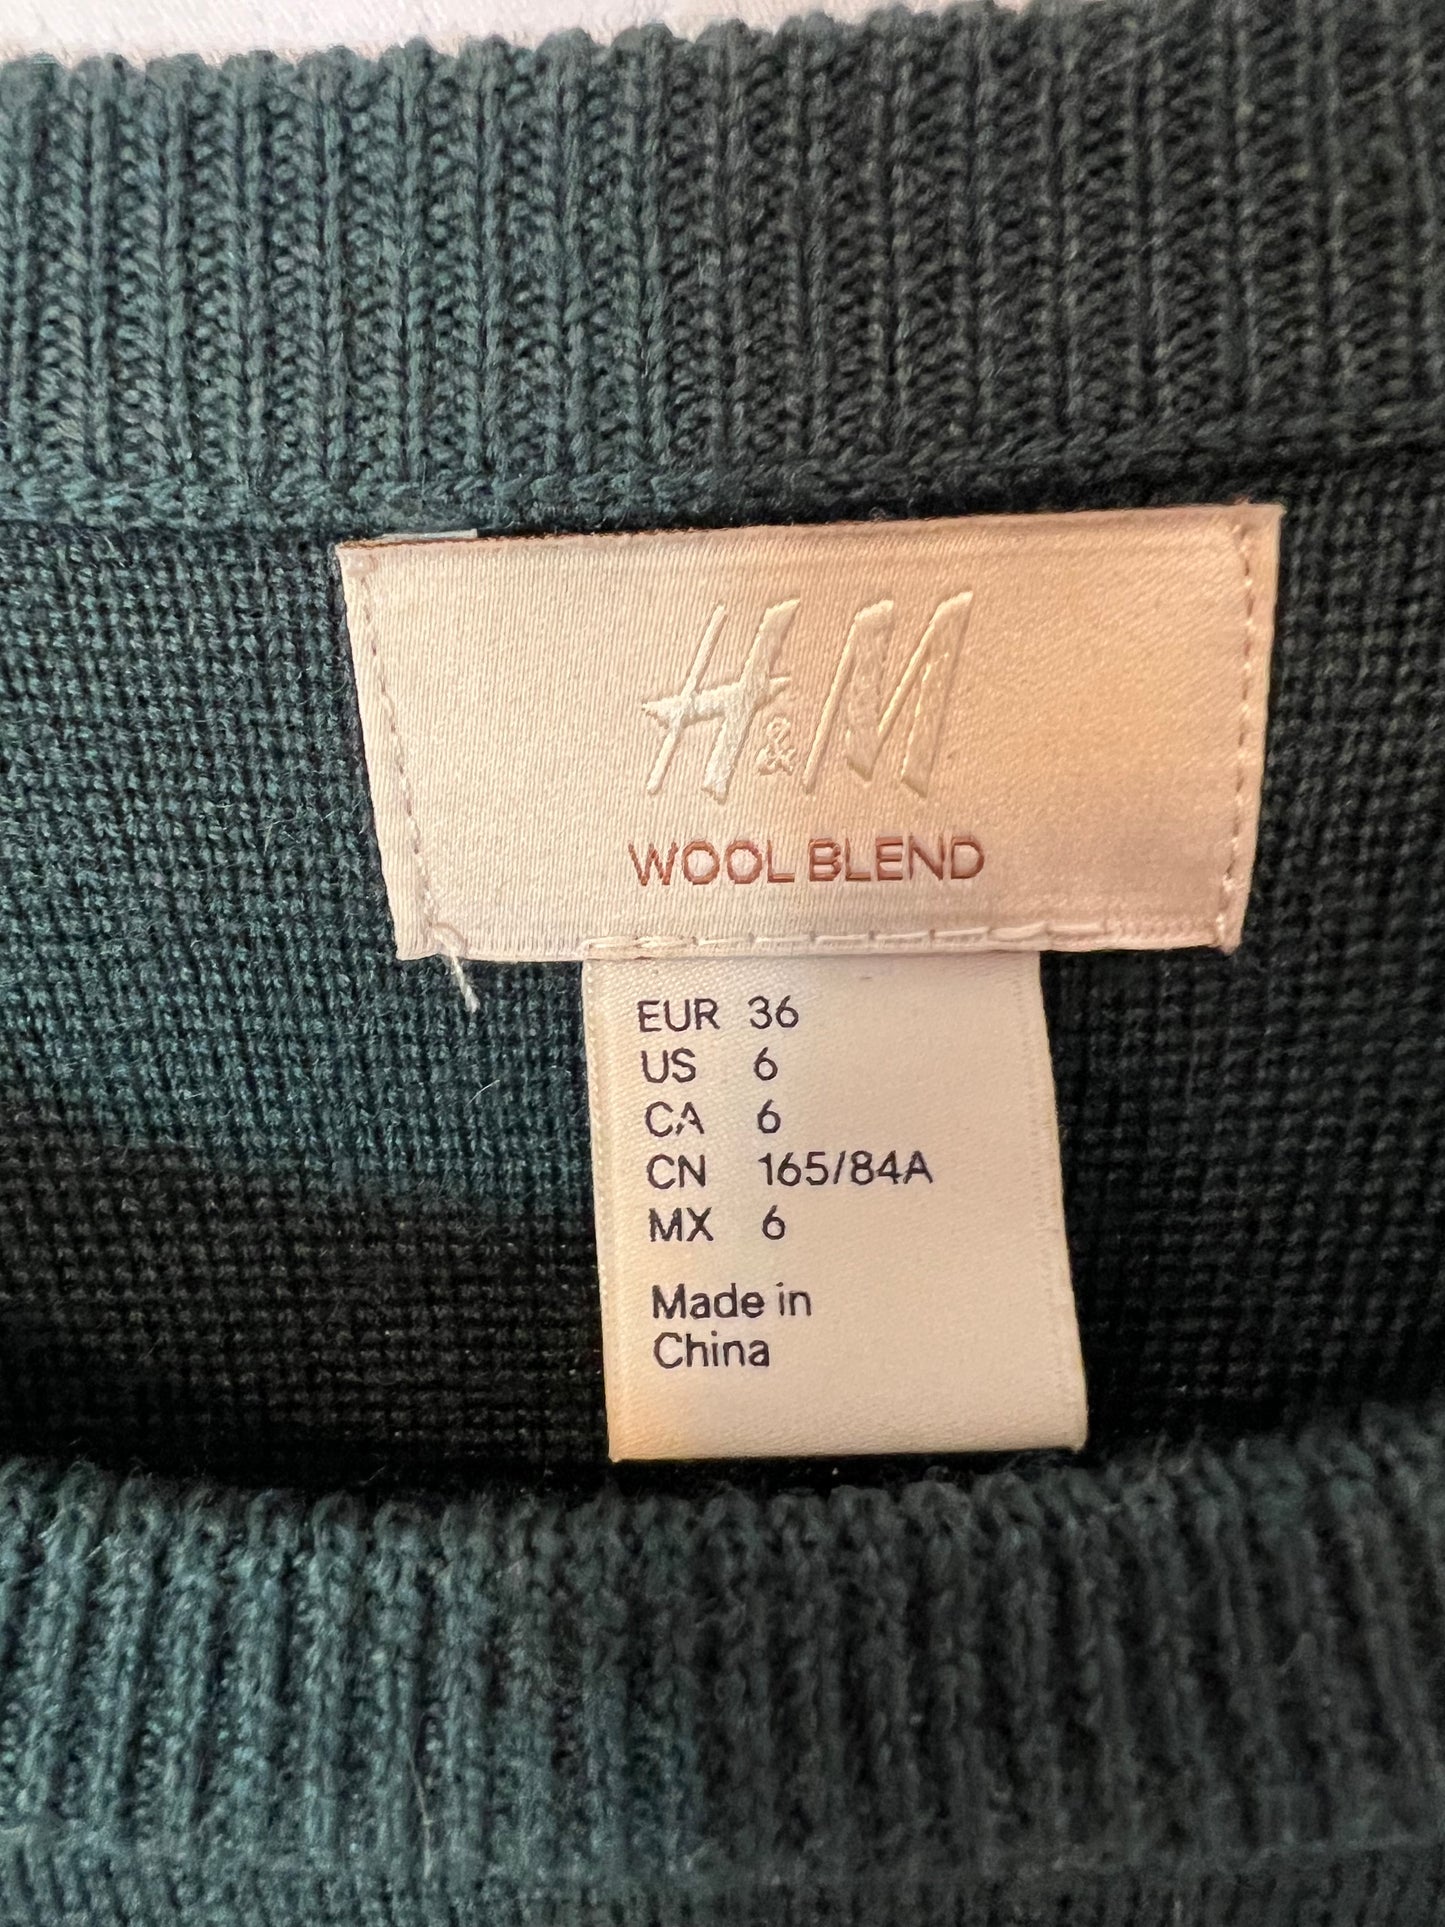 H&M
WOOL BLEND
EUR 36
US 6
CA 6
CN 165/84A
MX 6
Made in
China